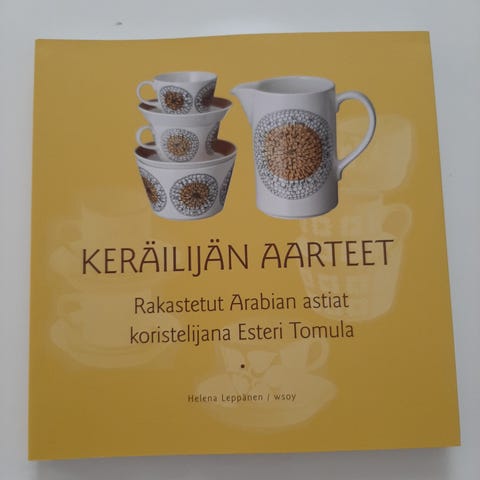 KERÄILIJÄN AARTEET
Rakastetut Arabian astiat
koristelijana Esteri Tomula
Helena Leppänen / WSOY